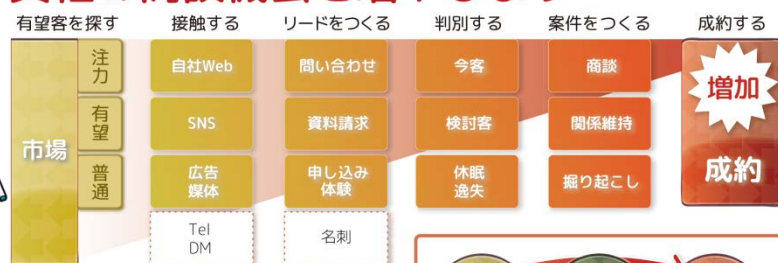 有望客を探す 接触する リードをつくる 判別する 案件をつくる 成約する
市場
注力
有望
普通
自社Web 問い合わせ 今客 商談
SNS 資料請求 検討客 関係維持
広告
媒体
申し込み
体験
休眠
逸失
掘り起こし
Tel
DM
名刺
増加
成約